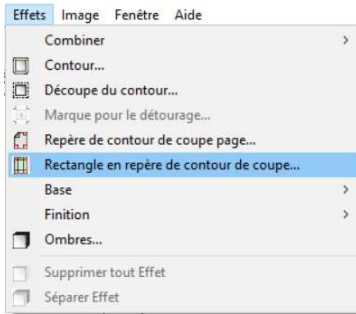 Effets Image Fenêtre Aide
Combiner
Contour...
Découpe du contour...
Marque pour le détourage...
Repère de contour de coupe page...
Rectangle en repère de contour de coupe...
Base
Finition
Ombres...
Supprimer tout Effet
Séparer Effet